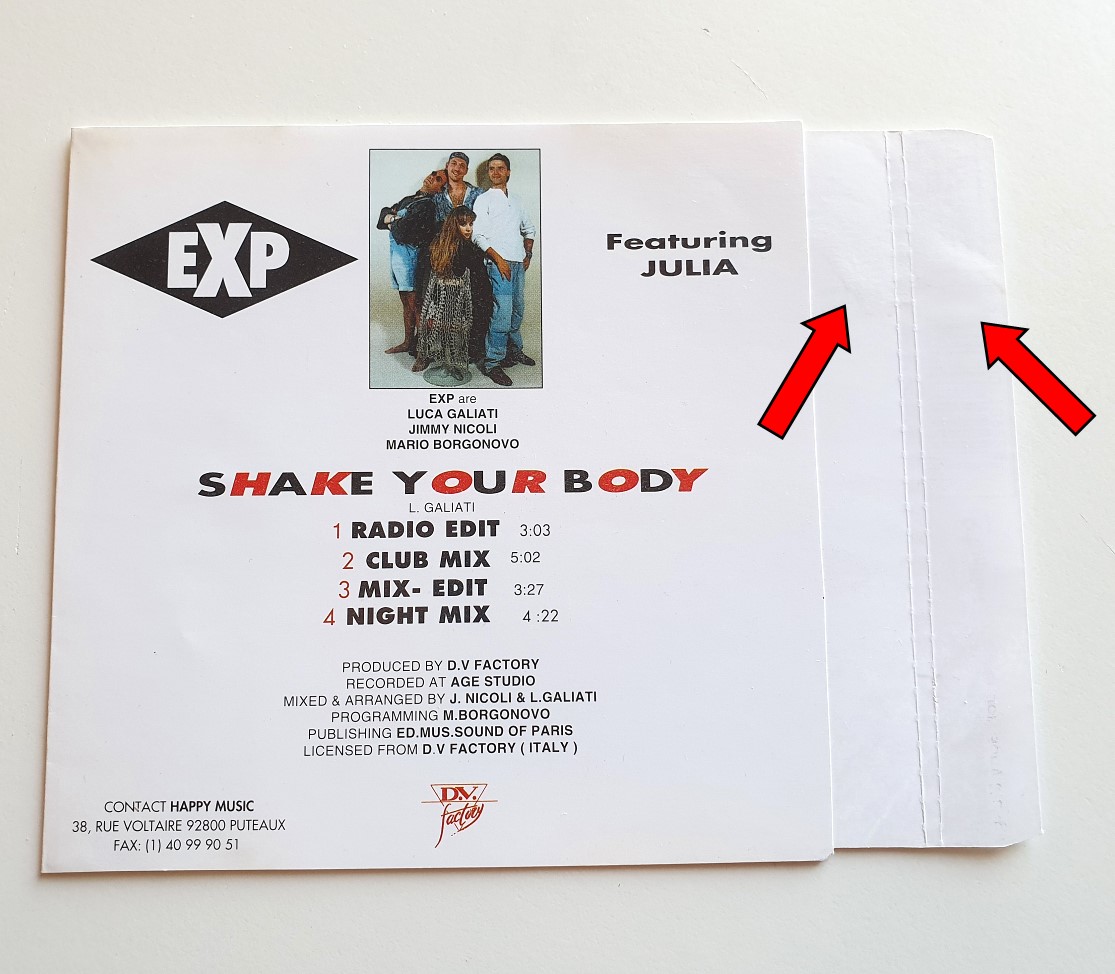 EXP
Featuring
JULIA
EXP are
LUCA GALIATI
JIMMY NICOLI
MARIO BORGONOVO
SHAKE YOUR BODY
L. GALIATI
1 RADIO EDIT 3:03
2 CLUB MIX 5:02
3 MIX- EDIT 3:27
4 NIGHT MIX 4 :22
PRODUCED BY D.V FACTORY
RECORDED AT AGE STUDIO
MIXED & ARRANGED BY J. NICOLI & L.GALIATI
PROGRAMMING M.BORGONOVO
PUBLISHING ED.MUS.SOUND OF PARIS
LICENSED FROM D.V FACTORY ( ITALY )
CONTACT HAPPY MUSIC
38, RUE VOLTAIRE 92800 PUTEAUX
FAX: (1) 40 99 90 51
D.V.
factory